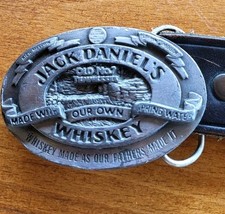 JACK DANIEL'S
OLD No.7
TENNESSEE
MADE WITH OUR OWN SPRING WATER
WHISKEY
WHISKEY MADE AS OUR FATHERS MADE IT